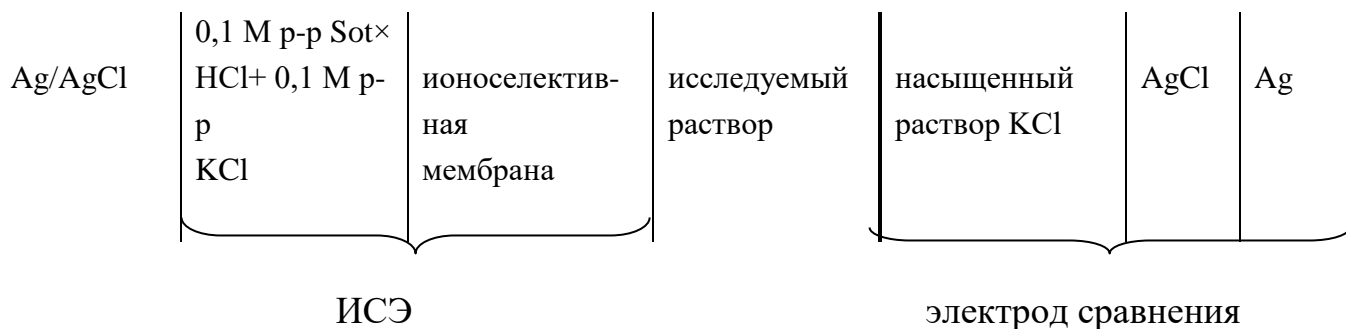 0,1 М р-р Sot×
Ag/AgCl HCl+ 0,1 М р- ионоселектив- исследуемый насыщенный AgCl Ag
р ная раствор раствор KCl
KCl мембрана
ИСЭ электрод сравнения